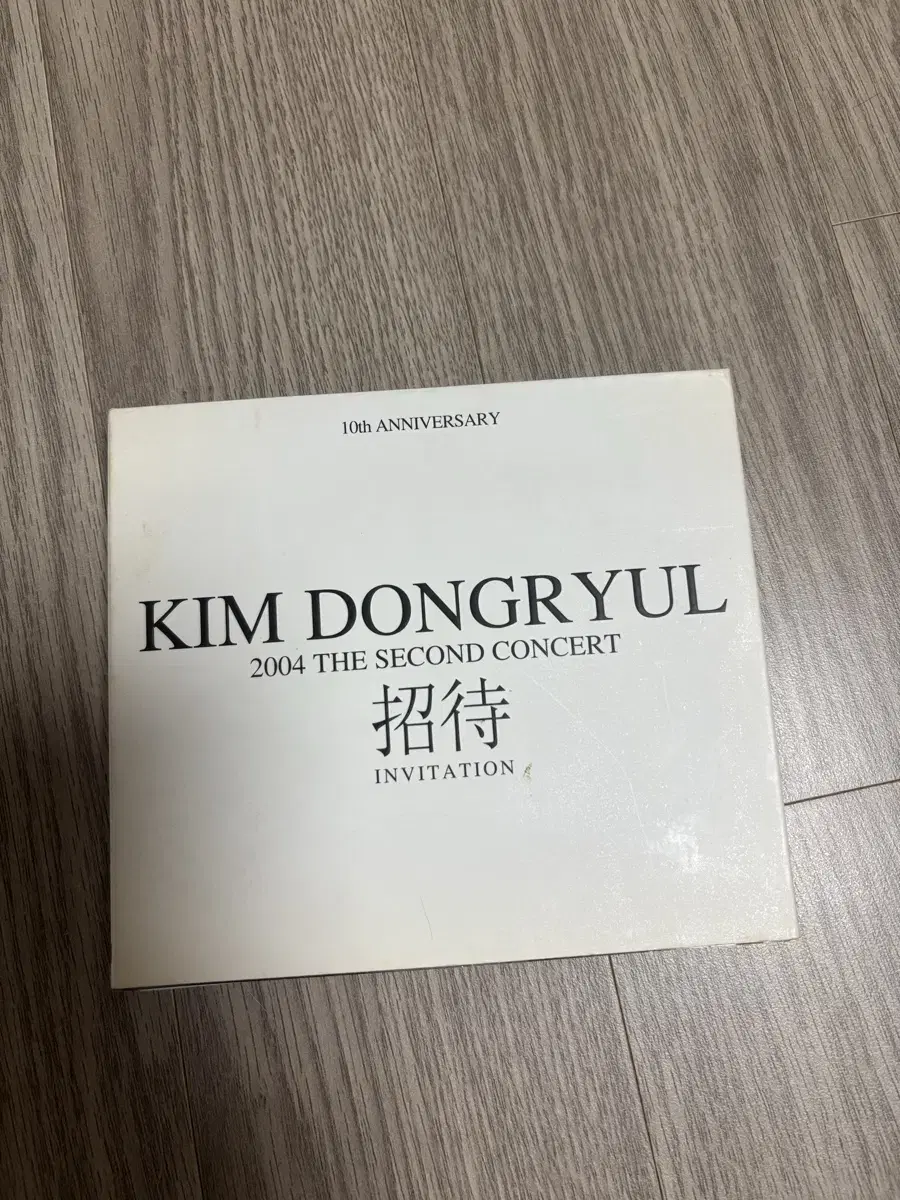 10th ANNIVERSARY
KIM DONGRYUL
2004 THE SECOND CONCERT
招待
INVITATION